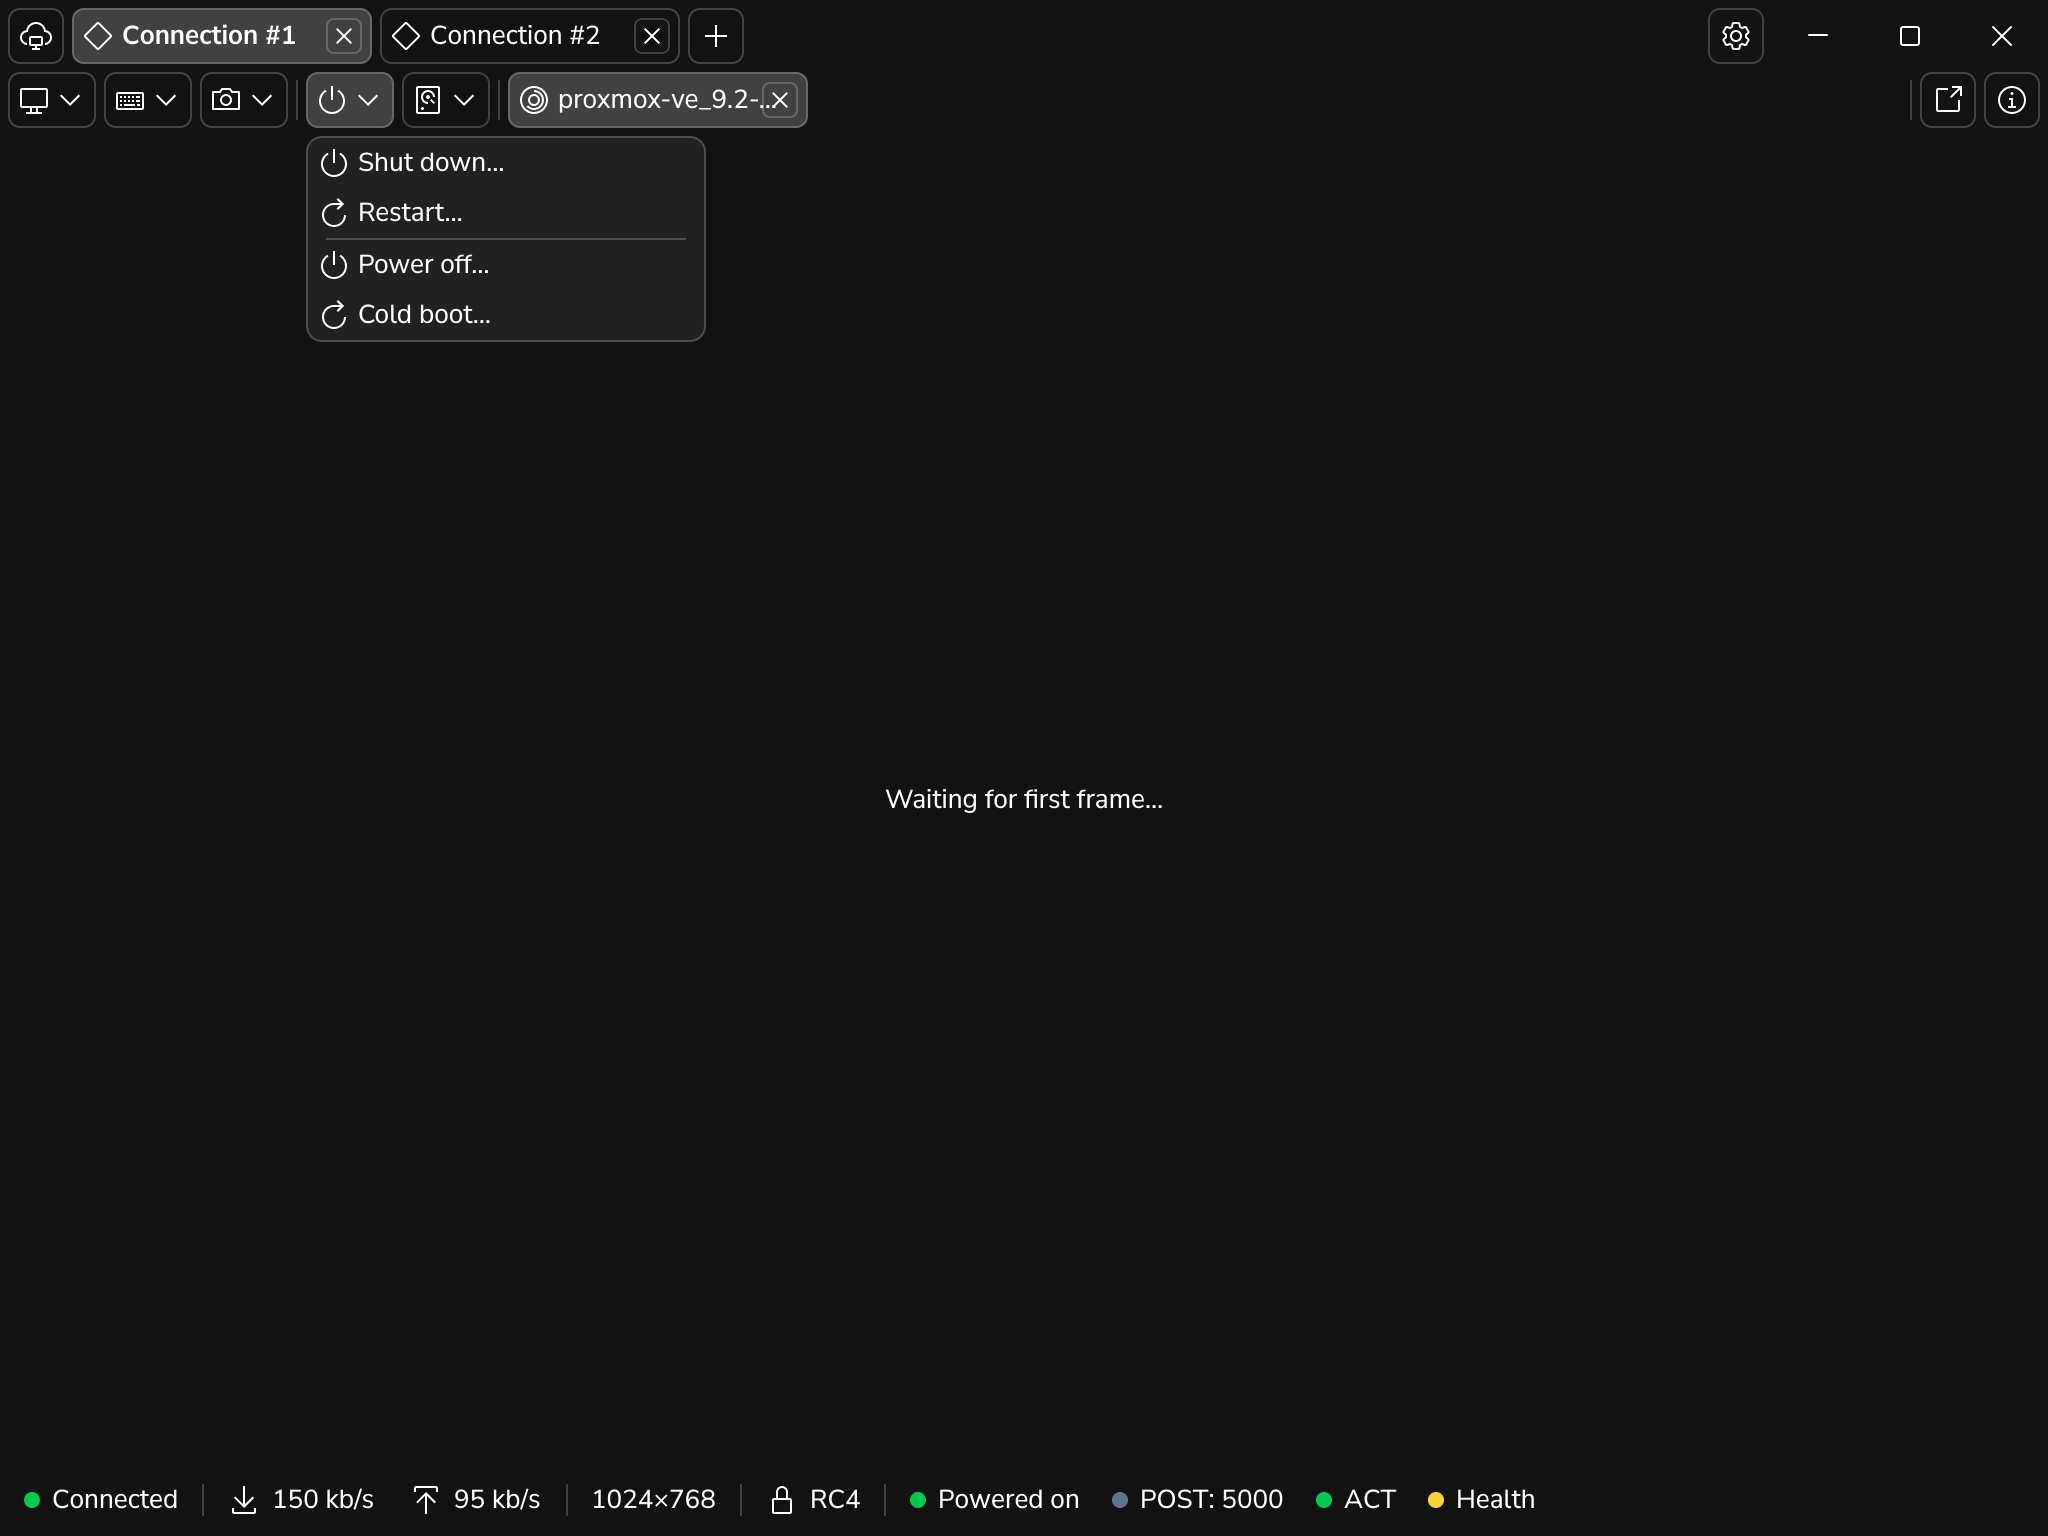 Connection #1
Connection #2
proxmox-ve_9.2-...
Shut down...
Restart...
Power off...
Cold boot...
Waiting for first frame...
Connected
150 kb/s
95 kb/s
1024×768
RC4
Powered on
POST: 5000
ACT
Health